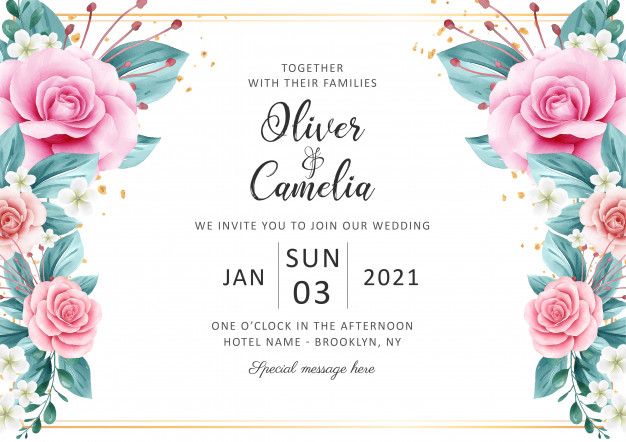 TOGETHER
WITH THEIR FAMILIES
Oliver
&
Camelia
WE INVITE YOU TO JOIN OUR WEDDING
JAN SUN 03 2021
ONE O'CLOCK IN THE AFTERNOON
HOTEL NAME - BROOKLYN, NY
Special message here